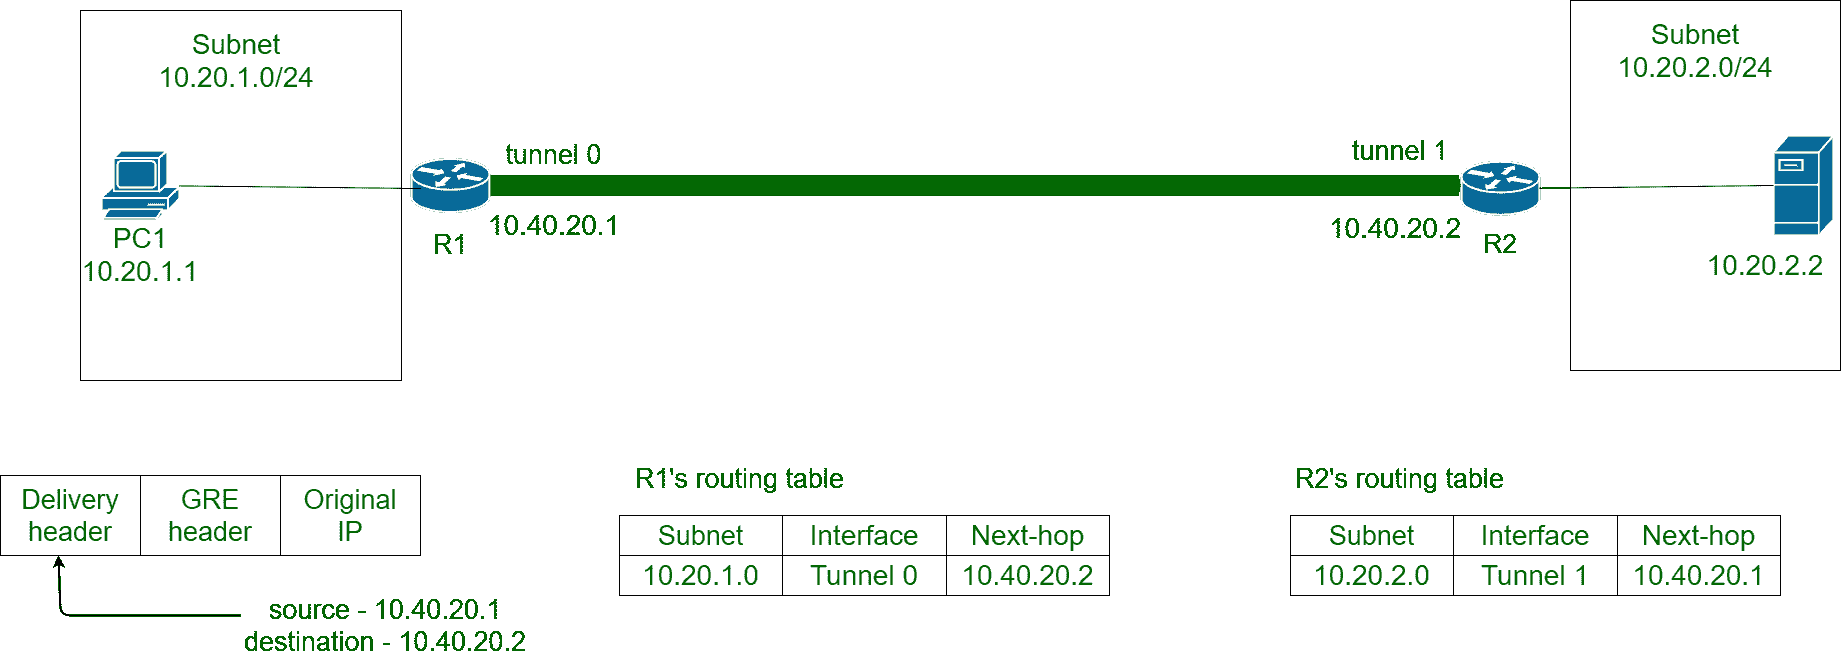 Subnet
10.20.1.0/24
PC1
10.20.1.1
tunnel 0
10.40.20.1
R1
tunnel 1
10.40.20.2
R2
Subnet
10.20.2.0/24
10.20.2.2
Delivery header
GRE header
Original IP
source - 10.40.20.1
destination - 10.40.20.2
R1's routing table
Subnet Interface Next-hop
10.20.1.0 Tunnel 0 10.40.20.2
R2's routing table
Subnet Interface Next-hop
10.20.2.0 Tunnel 1 10.40.20.1